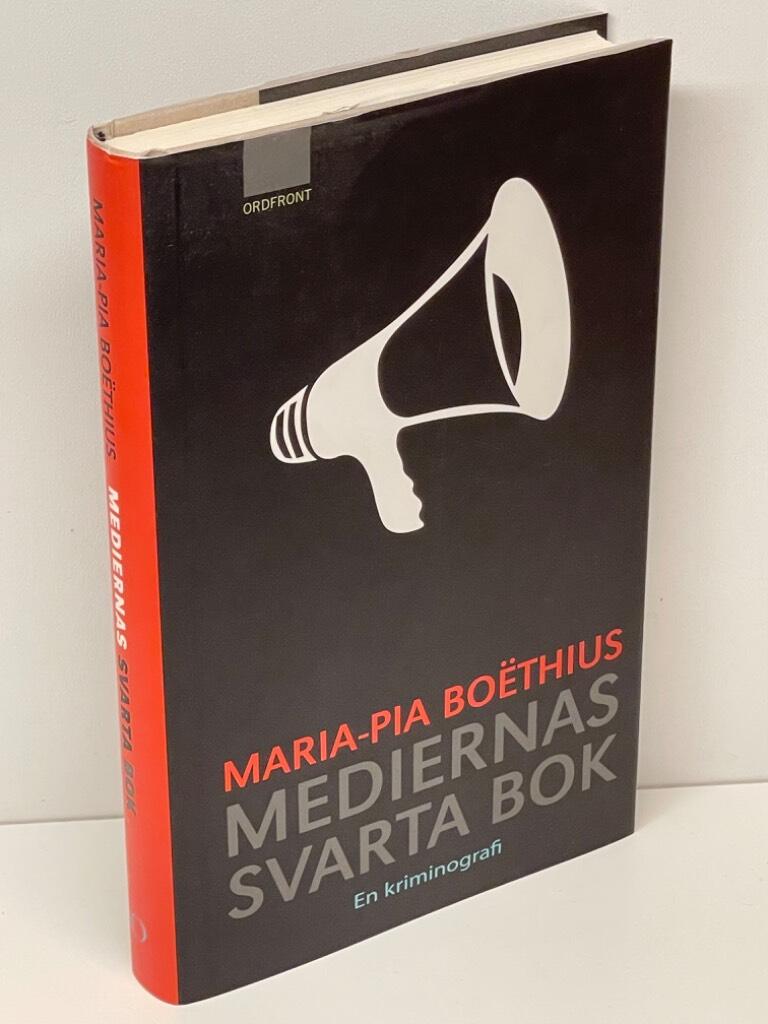 ORDFRONT
MARIA-PIA BOËTHIUS
MEDIERNAS
SVARTA BOK
En kriminografi
MARIA-PIA BOËTHIUS MEDIERNAS SVARTA BOK